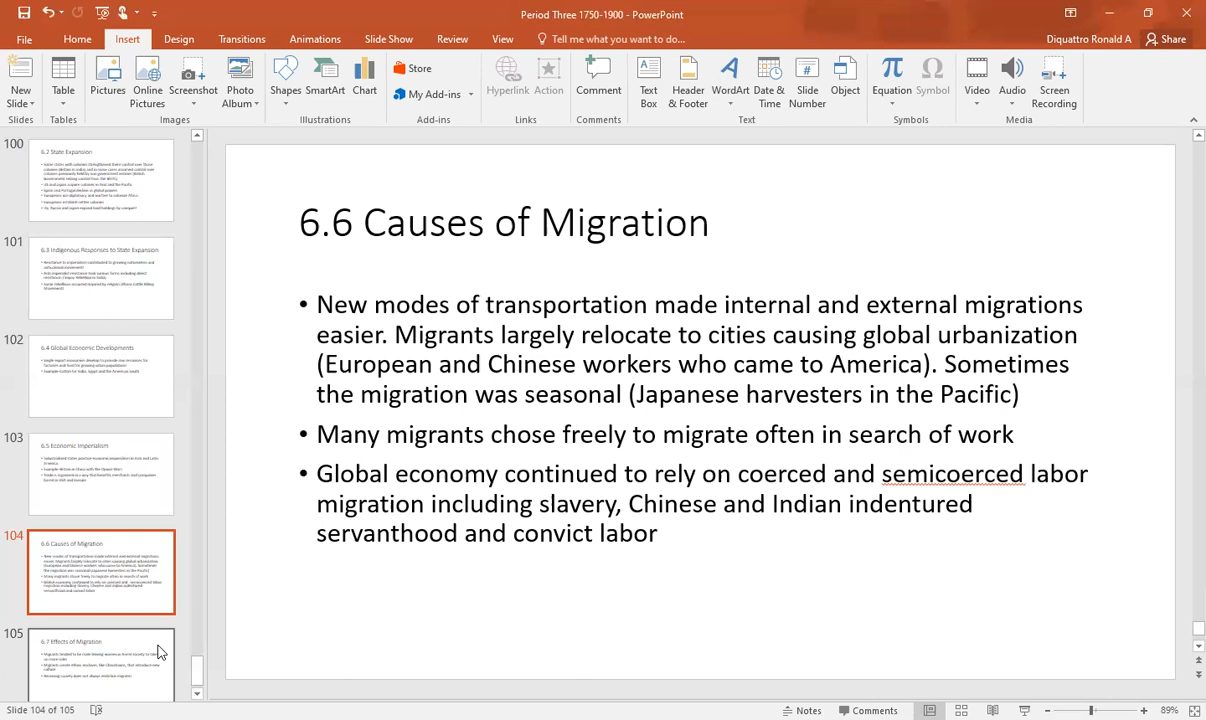 Period Three 1750-1900 - PowerPoint
File Home Insert Design Transitions Animations Slide Show Review View Tell me what you want to do... Diquattro Ronald A Share
New Slide
Table
Pictures
Online Pictures
Screenshot
Photo Album
Shapes
SmartArt
Chart
Store
My Add-ins
Hyperlink
Action
Comment
Text Box
Header & Footer
WordArt
Date & Time
Slide Number
Object
Equation
Symbol
Video
Audio
Screen Recording
Slides Tables Images Illustrations Add-ins Links Comments Text Symbols Media
100
6.2 State Expansion
101
6.3 Indigenous Responses to State Expansion
102
6.4 Global Economic Developments
103
6.5 Economic Imperialism
104
6.6 Causes of Migration
105
6.7 Effects of Migration
6.6 Causes of Migration
• New modes of transportation made internal and external migrations
easier. Migrants largely relocate to cities causing global urbanization
(European and Chinese workers who came to America). Sometimes
the migration was seasonal (Japanese harvesters in the Pacific)
• Many migrants chose freely to migrate often in search of work
• Global economy continued to rely on coerced and semicoerced labor
migration including slavery, Chinese and Indian indentured
servanthood and convict labor
Slide 104 of 105 Notes Comments 89%